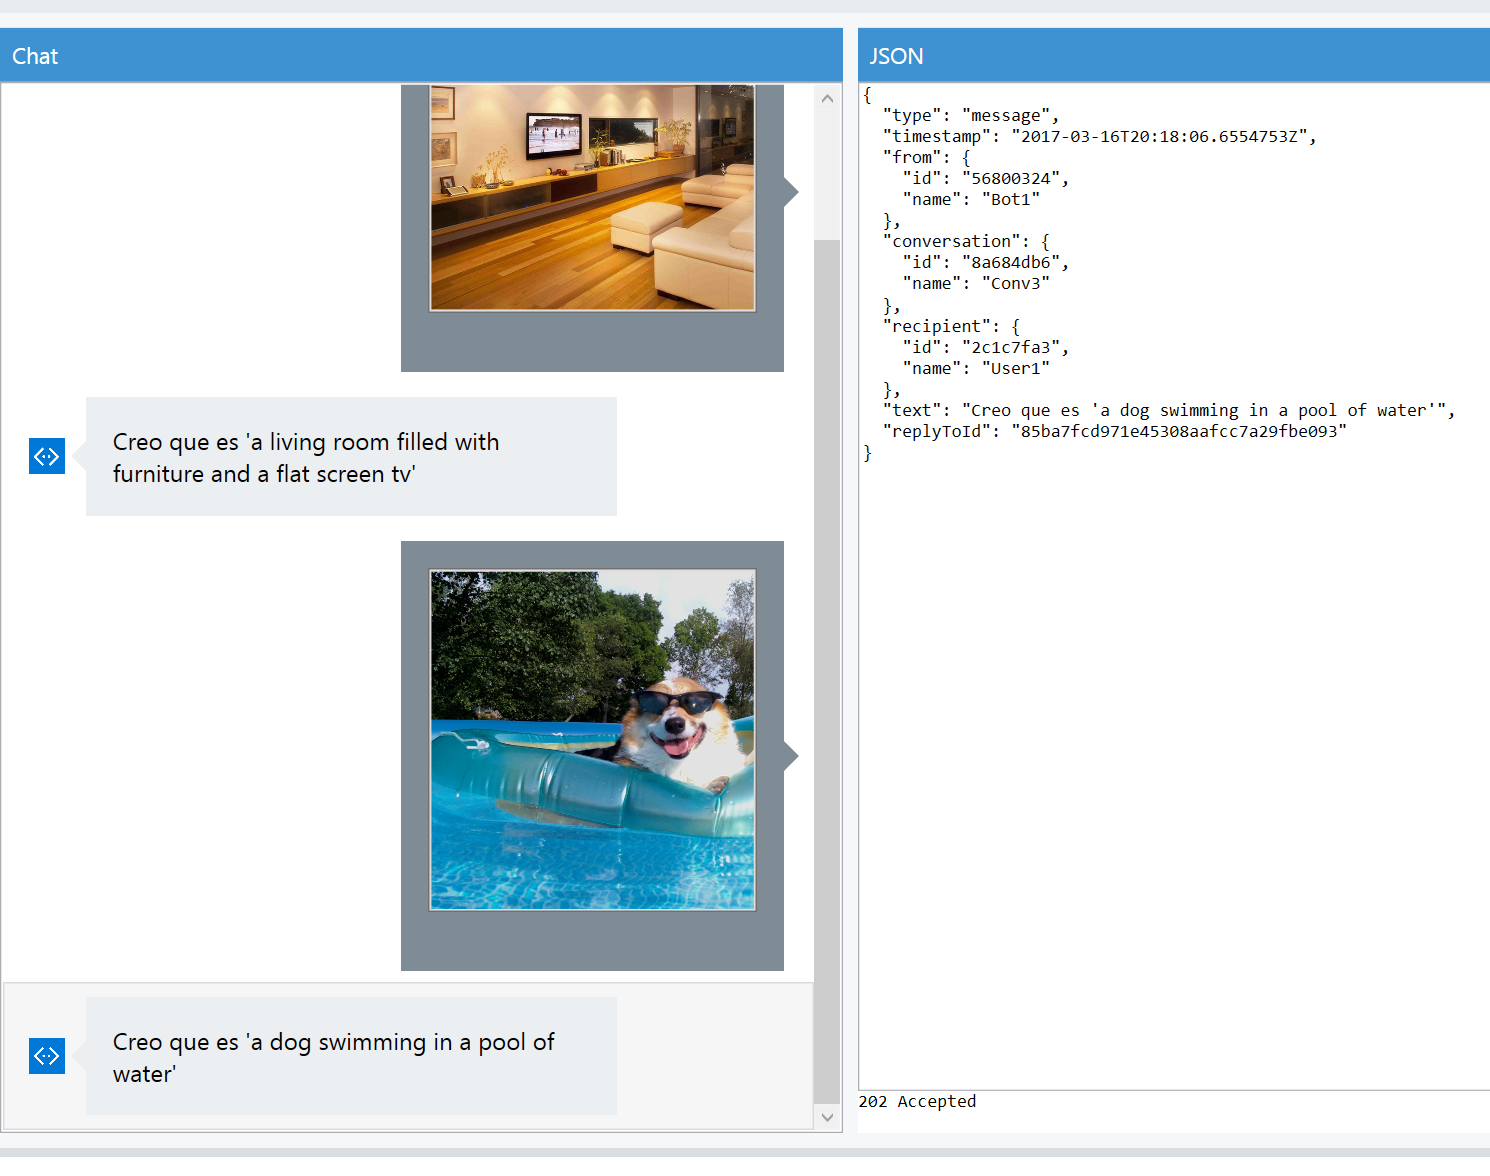 Chat
Creo que es 'a living room filled with
furniture and a flat screen tv'
Creo que es 'a dog swimming in a pool of
water'
JSON
{
  "type": "message",
  "timestamp": "2017-03-16T20:18:06.6554753Z",
  "from": {
    "id": "56800324",
    "name": "Bot1"
  },
  "conversation": {
    "id": "8a684db6",
    "name": "Conv3"
  },
  "recipient": {
    "id": "2c1c7fa3",
    "name": "User1"
  },
  "text": "Creo que es 'a dog swimming in a pool of water'",
  "replyToId": "85ba7fcd971e45308aafcc7a29fbe093"
}
202 Accepted